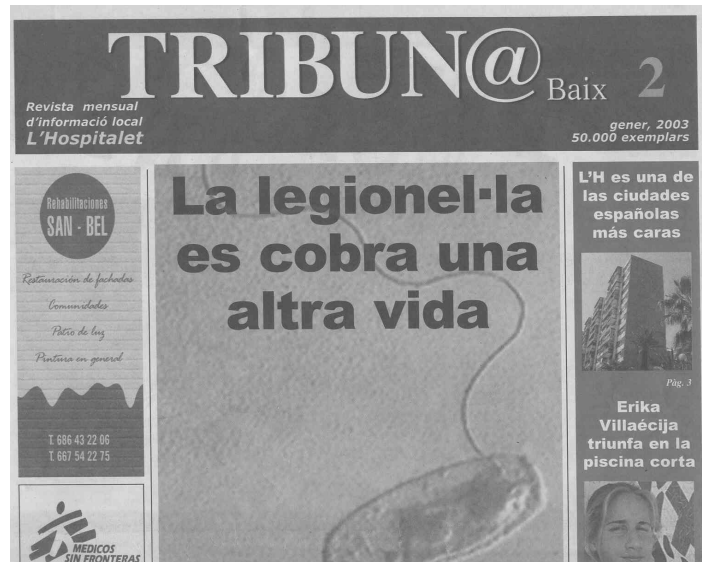 TRIBUN@ Baix 2
Revista mensual
d'informació local
L'Hospitalet
gener, 2003
50.000 exemplars
Rehabilitaciones
SAN - BEL
Restauración de fachadas
Comunidades
Patio de luz
Pintura en general
T. 686 43 22 06
T. 667 54 22 75
MEDICOS
SIN FRONTERAS
La legionel·la
es cobra una
altra vida
L'H es una de
las ciudades
españolas
más caras
Pàg. 3
Erika
Villaécija
triunfa en la
piscina corta